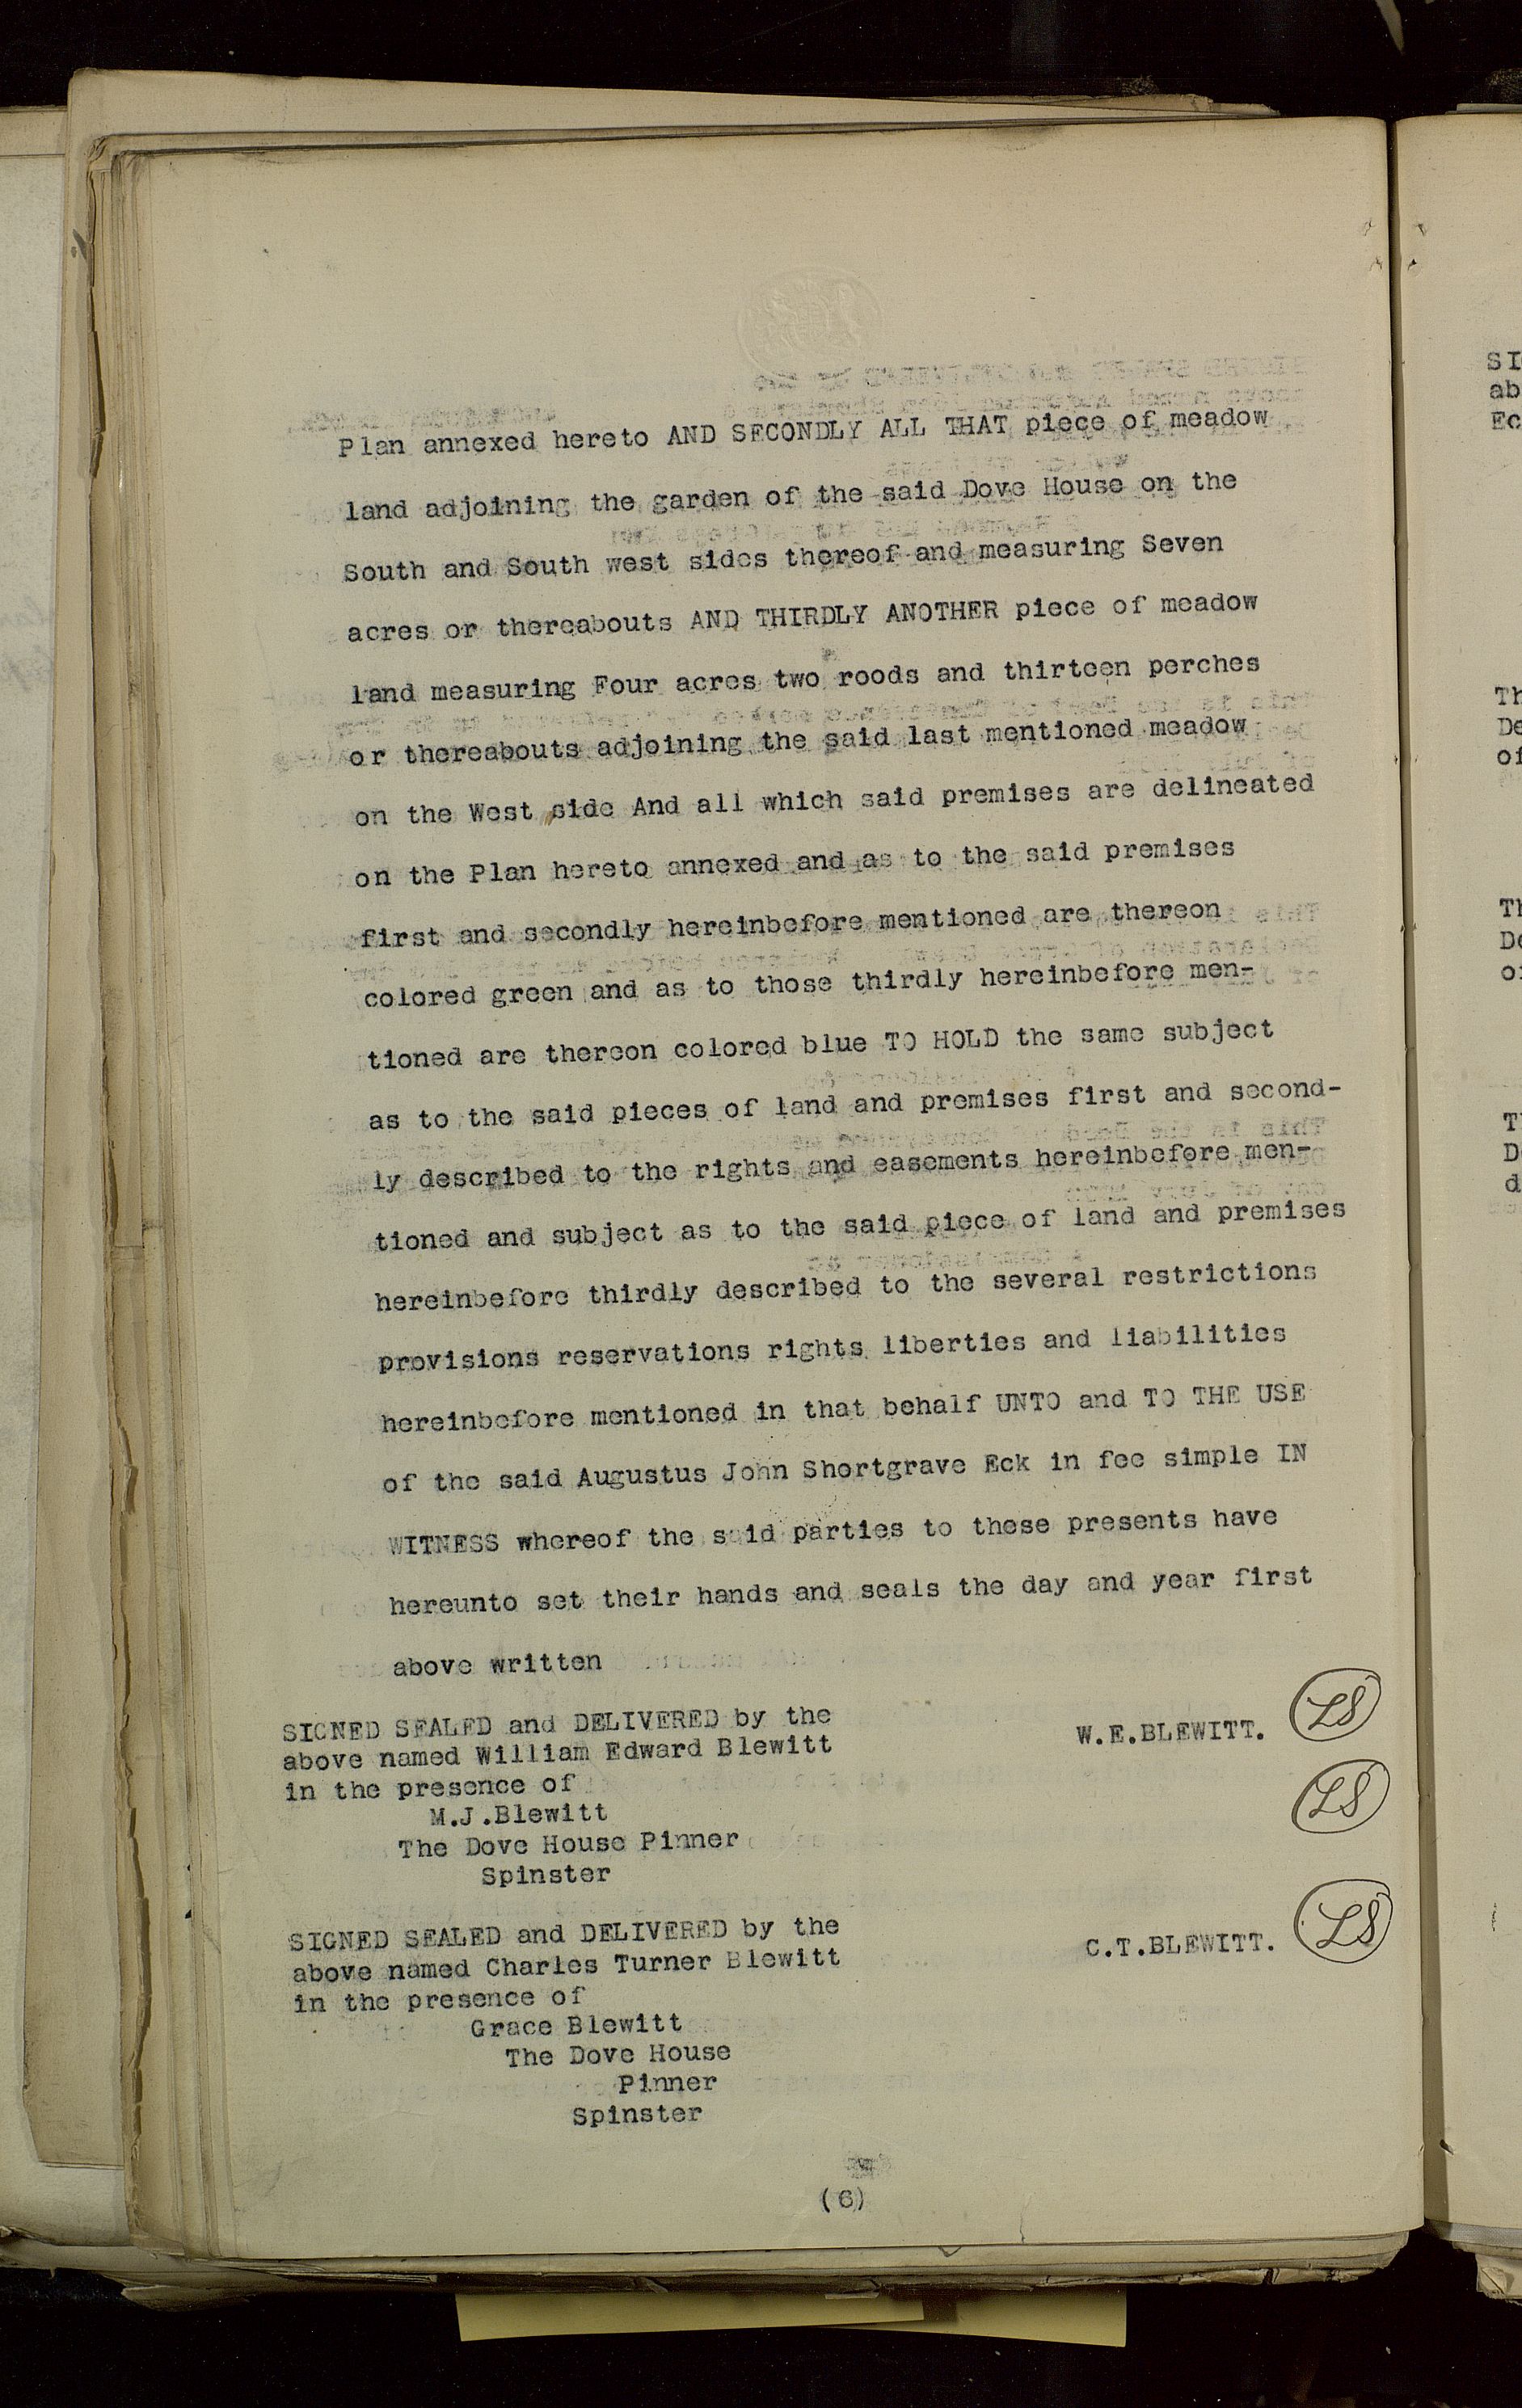 Plan annexed hereto AND SECONDLY ALL THAT piece of meadow
land adjoining the garden of the said Dove House on the
South and South west sides thereof and measuring Seven
acres or thereabouts AND THIRDLY ANOTHER piece of meadow
land measuring Four acres two roods and thirteen perches
or thereabouts adjoining the said last mentioned meadow
on the West side And all which said premises are delineated
on the Plan hereto annexed and as to the said premises
first and secondly hereinbefore mentioned are thereon
colored green and as to those thirdly hereinbefore men-
tioned are thereon colored blue TO HOLD the same subject
as to the said pieces of land and premises first and second-
ly described to the rights and easements hereinbefore men-
tioned and subject as to the said piece of land and premises
hereinbefore thirdly described to the several restrictions
provisions reservations rights liberties and liabilities
hereinbefore mentioned in that behalf UNTO and TO THE USE
of the said Augustus John Shortgrave Eck in fee simple IN
WITNESS whereof the said parties to these presents have
hereunto set their hands and seals the day and year first
above written
SIGNED SEALED and DELIVERED by the
above named William Edward Blewitt
in the presence of
M.J.Blewitt
The Dove House Pinner
Spinster
W.E.BLEWITT. LS
LS
SIGNED SEALED and DELIVERED by the
above named Charles Turner Blewitt
in the presence of
Grace Blewitt
The Dove House
Pinner
Spinster
C.T.BLEWITT. LS
(6)
SI
ab
Ec
Th
De
of
Th
De
of
T
D
d